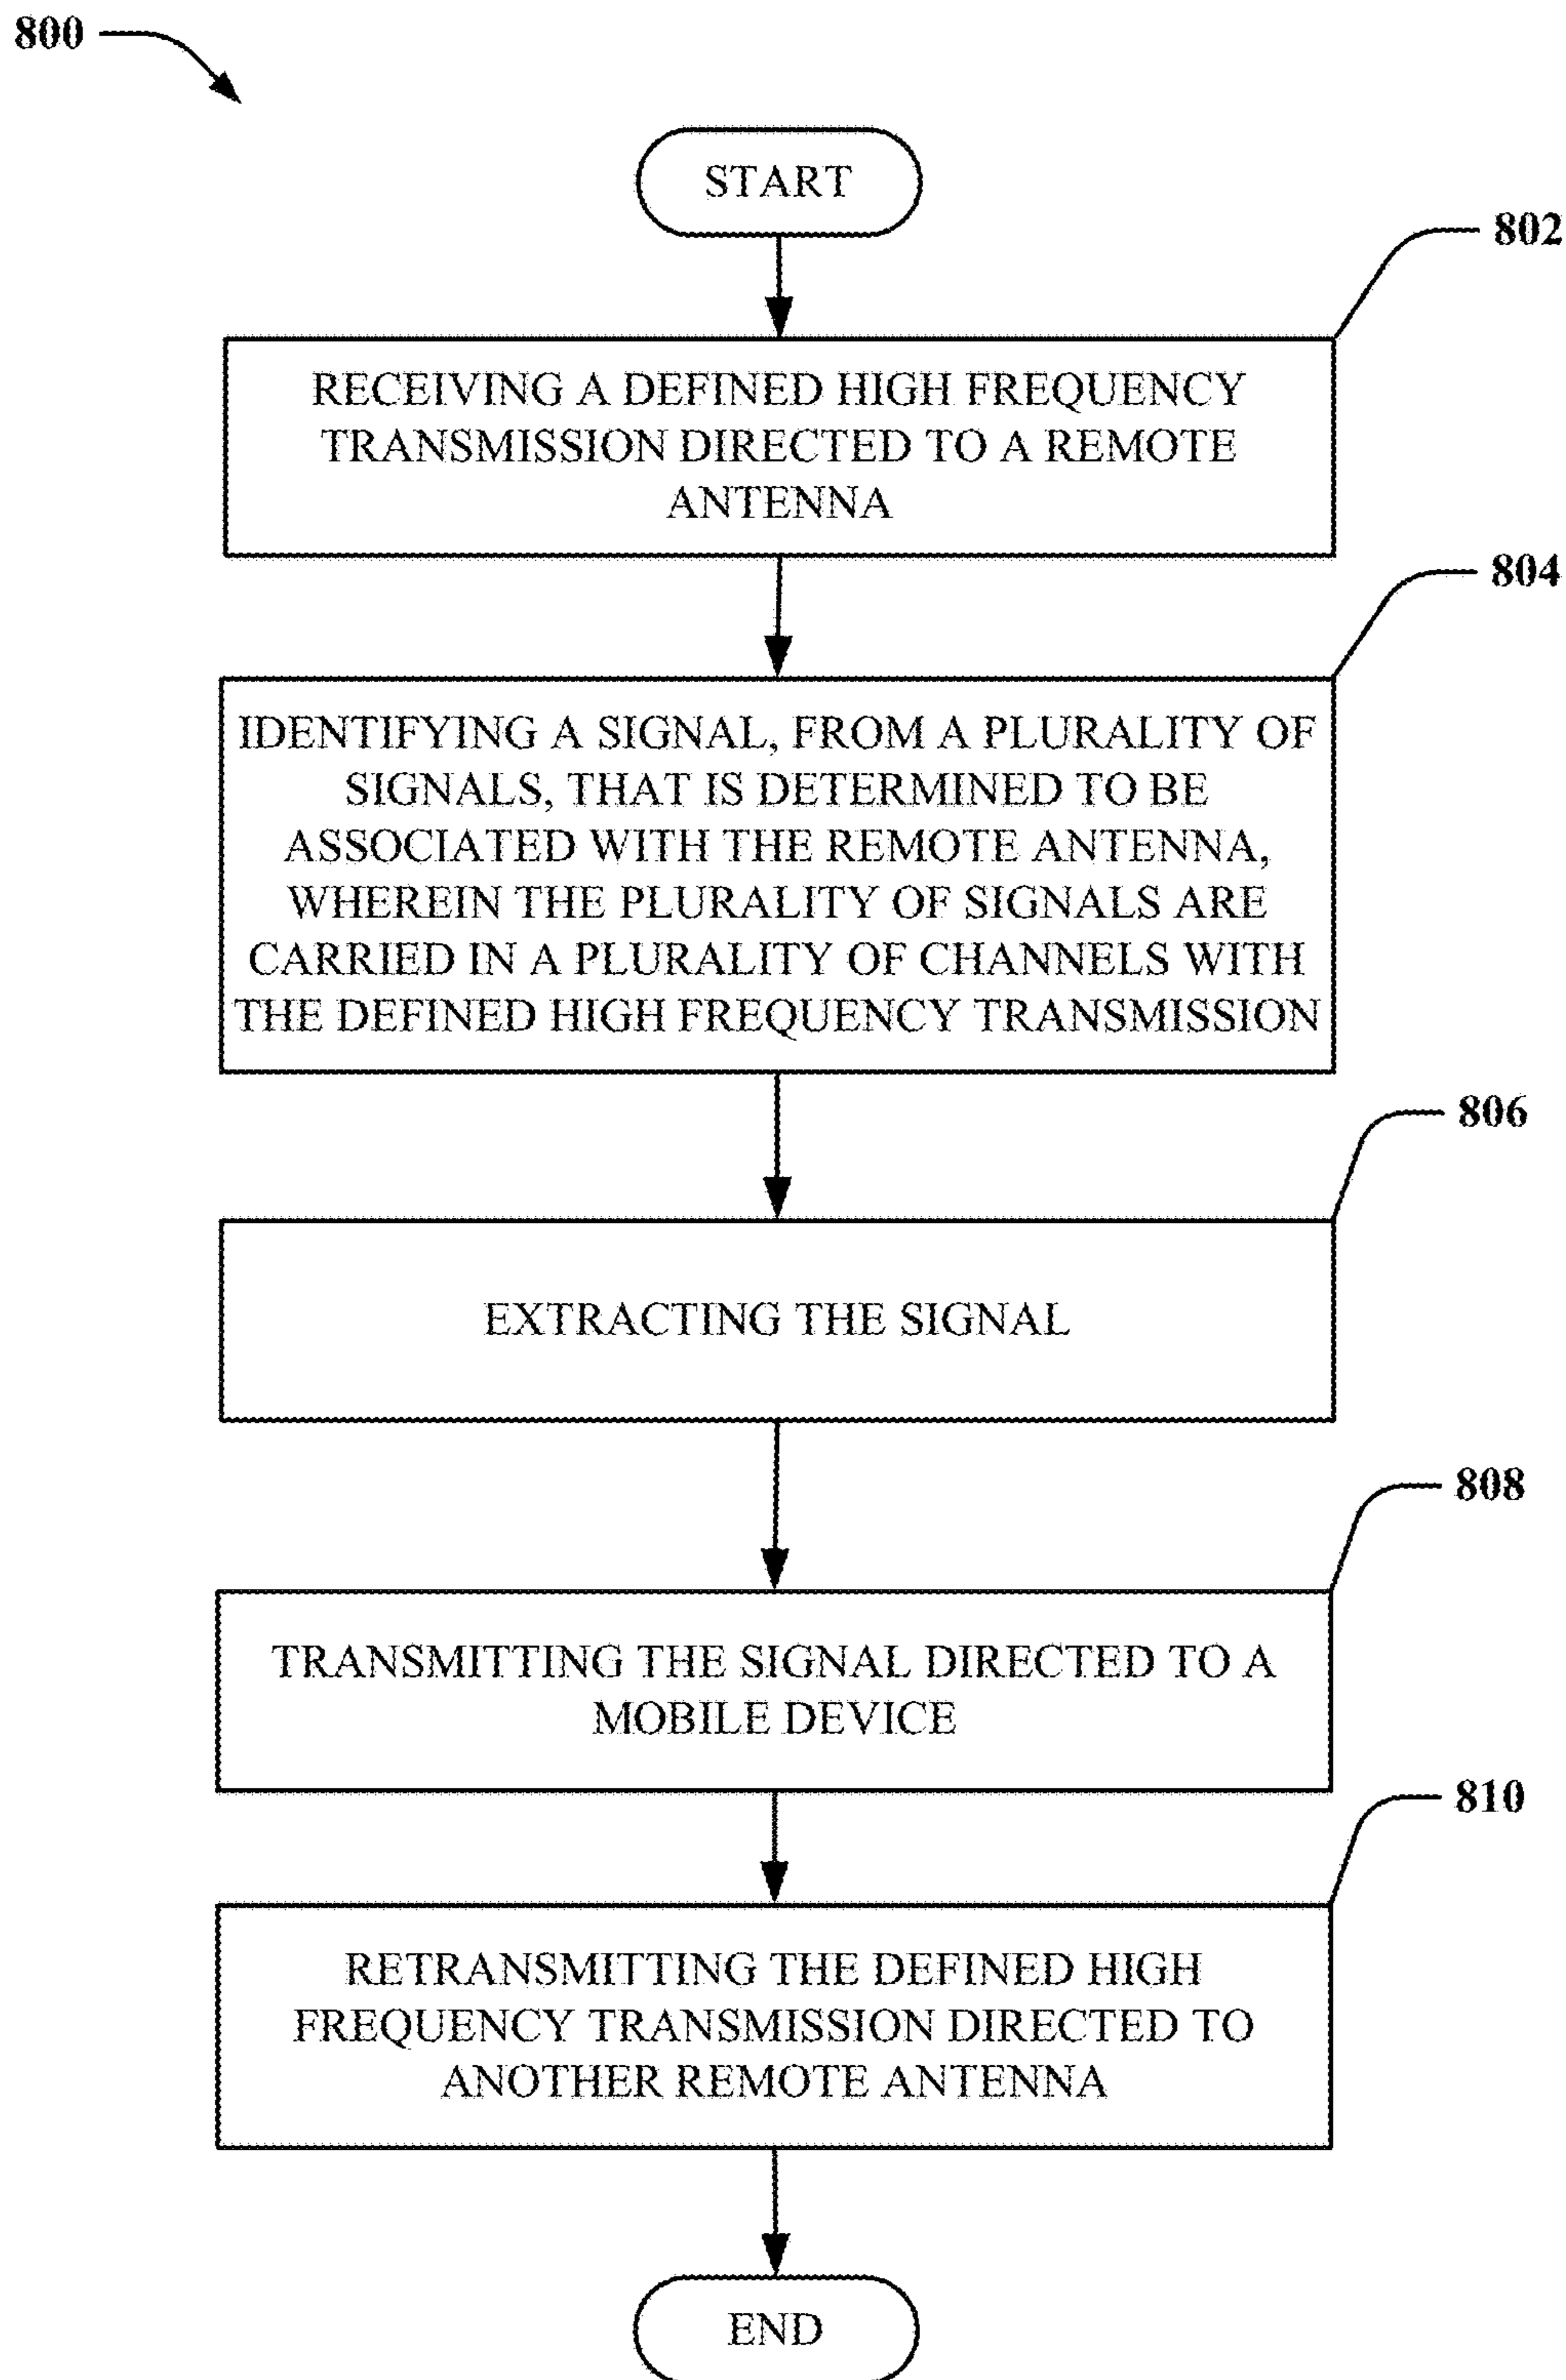 800
START
802
RECEIVING A DEFINED HIGH FREQUENCY
TRANSMISSION DIRECTED TO A REMOTE
ANTENNA
804
IDENTIFYING A SIGNAL, FROM A PLURALITY OF
SIGNALS, THAT IS DETERMINED TO BE
ASSOCIATED WITH THE REMOTE ANTENNA,
WHEREIN THE PLURALITY OF SIGNALS ARE
CARRIED IN A PLURALITY OF CHANNELS WITH
THE DEFINED HIGH FREQUENCY TRANSMISSION
806
EXTRACTING THE SIGNAL
808
TRANSMITTING THE SIGNAL DIRECTED TO A
MOBILE DEVICE
810
RETRANSMITTING THE DEFINED HIGH
FREQUENCY TRANSMISSION DIRECTED TO
ANOTHER REMOTE ANTENNA
END